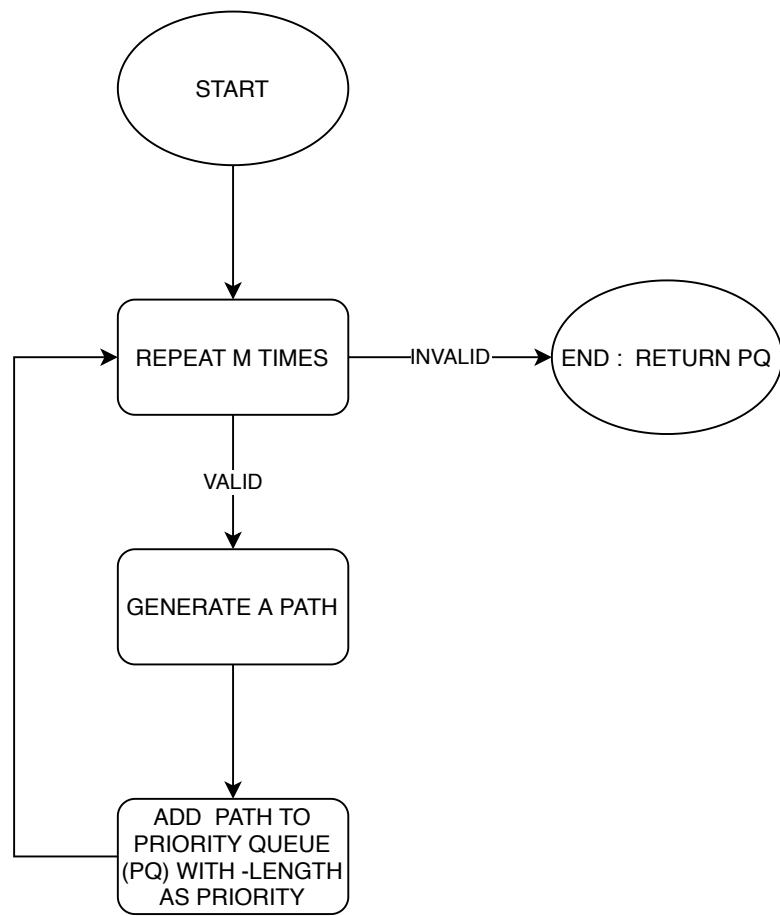 START
REPEAT M TIMES
INVALID
END : RETURN PQ
VALID
GENERATE A PATH
ADD PATH TO
PRIORITY QUEUE
(PQ) WITH -LENGTH
AS PRIORITY